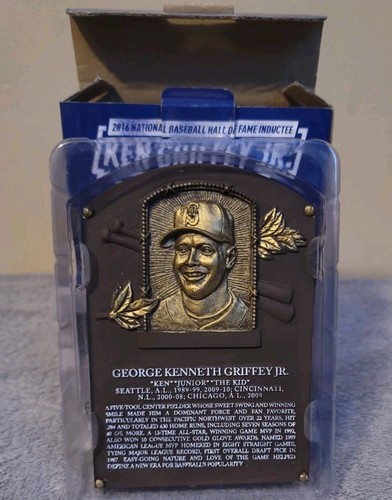 2016 NATIONAL BASEBALL HALL OF FAME INDUCTEE
KEN GRIFFEY JR.
S
GEORGE KENNETH GRIFFEY JR.
"KEN" "JUNIOR" "THE KID"
SEATTLE, A.L., 1989-99, 2009-10; CINCINNATI,
N.L., 2000-08; CHICAGO, A.L., 2008
A FIVE-TOOL CENTER FIELDER WHOSE SWEET SWING AND WINNING
SMILE MADE HIM A DOMINANT FORCE AND FAN FAVORITE,
PARTICULARLY IN THE PACIFIC NORTHWEST OVER 22 YEARS, HIT
.284 AND TOTALED 630 HOME RUNS, INCLUDING SEVEN SEASONS OF
40 OR MORE. A 13-TIME ALL-STAR, WINNING GAME MVP IN 1992,
ALSO WON 10 CONSECUTIVE GOLD GLOVE AWARDS. NAMED 1997
AMERICAN LEAGUE MVP. HOMERED IN EIGHT STRAIGHT GAMES,
TYING MAJOR LEAGUE RECORD. FIRST OVERALL DRAFT PICK IN
1987. EASY-GOING NATURE AND LOVE OF THE GAME HELPED
DEFINE A NEW ERA FOR BASEBALL'S POPULARITY